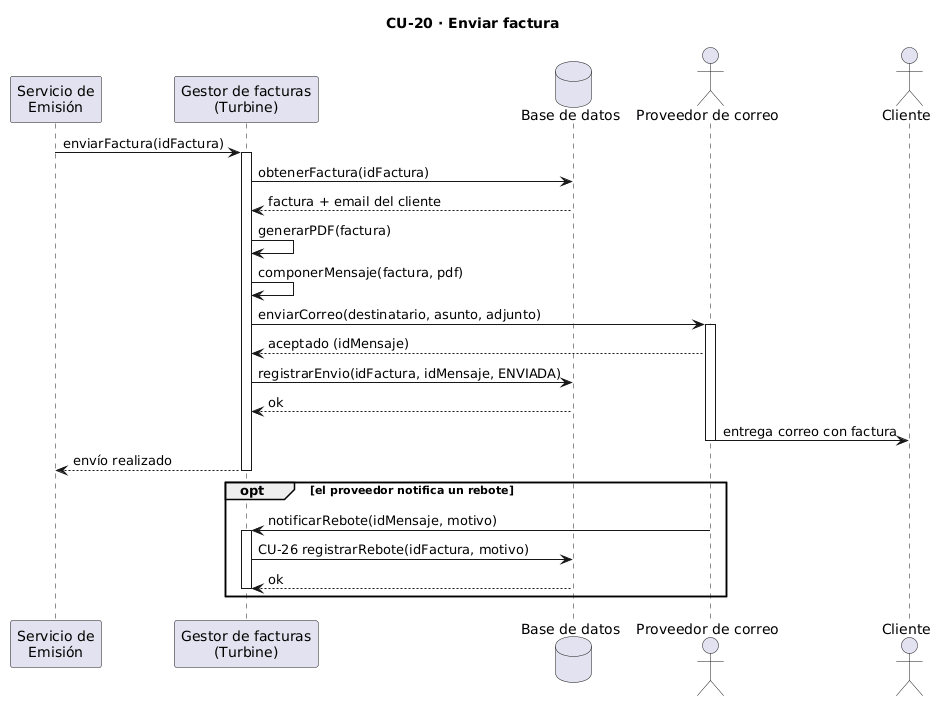 CU-20 · Enviar factura
Servicio de
Emisión
Gestor de facturas
(Turbine)
Base de datos
Proveedor de correo
Cliente
enviarFactura(idFactura)
obtenerFactura(idFactura)
factura + email del cliente
generarPDF(factura)
componerMensaje(factura, pdf)
enviarCorreo(destinatario, asunto, adjunto)
aceptado (idMensaje)
registrarEnvio(idFactura, idMensaje, ENVIADA)
ok
entrega correo con factura
envío realizado
opt
[el proveedor notifica un rebote]
notificarRebote(idMensaje, motivo)
CU-26 registrarRebote(idFactura, motivo)
ok
Servicio de
Emisión
Gestor de facturas
(Turbine)
Base de datos
Proveedor de correo
Cliente